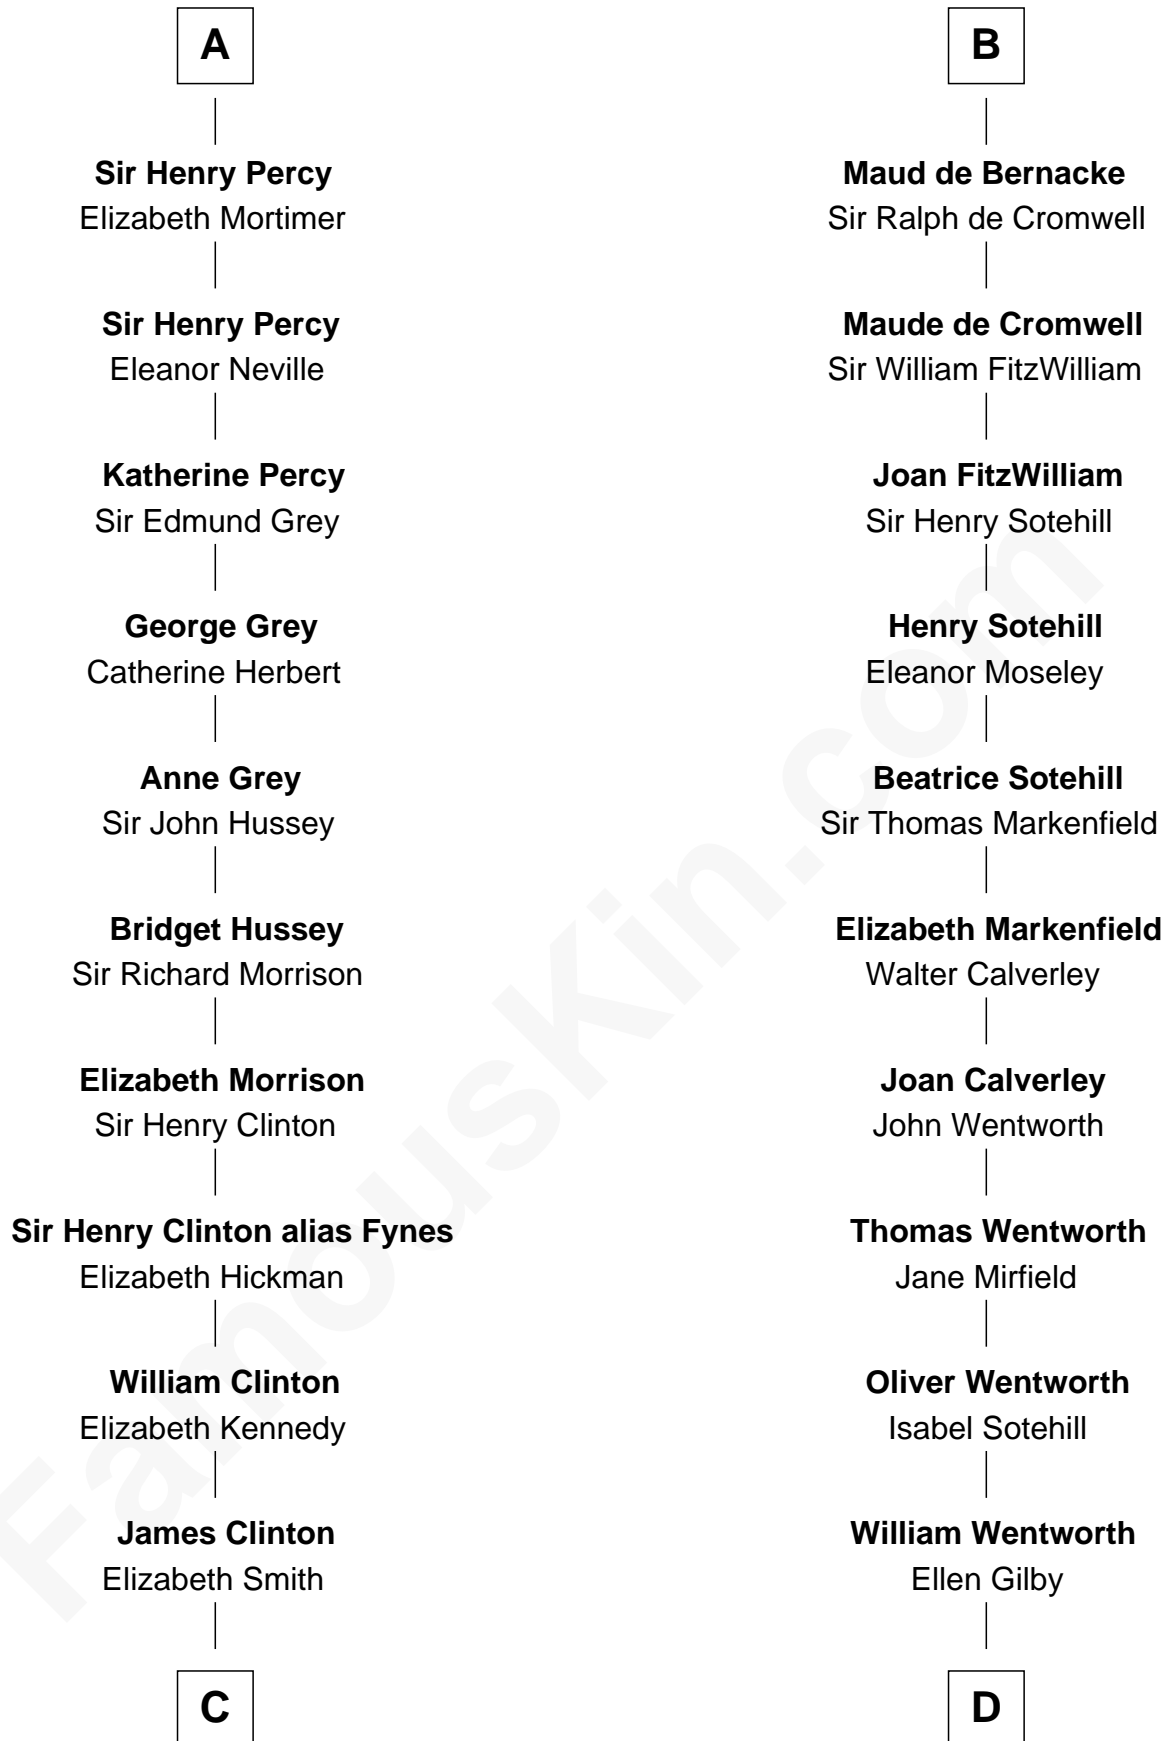 A
Sir Henry Percy
Elizabeth Mortimer
Sir Henry Percy
Eleanor Neville
Katherine Percy
Sir Edmund Grey
George Grey
Catherine Herbert
Anne Grey
Sir John Hussey
Bridget Hussey
Sir Richard Morrison
Elizabeth Morrison
Sir Henry Clinton
Sir Henry Clinton alias Fynes
Elizabeth Hickman
William Clinton
Elizabeth Kennedy
James Clinton
Elizabeth Smith
C
B
Maud de Bernacke
Sir Ralph de Cromwell
Maude de Cromwell
Sir William FitzWilliam
Joan FitzWilliam
Sir Henry Sotehill
Henry Sotehill
Eleanor Moseley
Beatrice Sotehill
Sir Thomas Markenfield
Elizabeth Markenfield
Walter Calverley
Joan Calverley
John Wentworth
Thomas Wentworth
Jane Mirfield
Oliver Wentworth
Isabel Sotehill
William Wentworth
Ellen Gilby
D
FamousKin.com